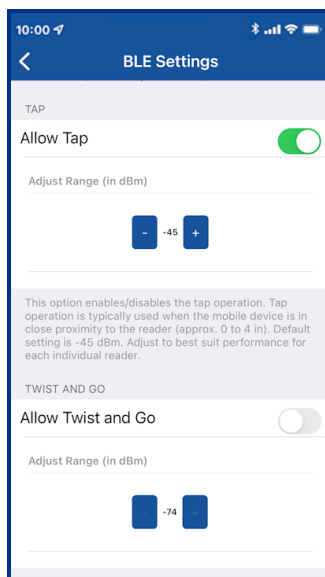 10:00
BLE Settings
TAP
Allow Tap
Adjust Range (in dBm)
- -45 +
This option enables/disables the tap operation. Tap
operation is typically used when the mobile device is in
close proximity to the reader (approx. 0 to 4 in). Default
setting is -45 dBm. Adjust to best suit performance for
each individual reader.
TWIST AND GO
Allow Twist and Go
Adjust Range (in dBm)
- -74 +